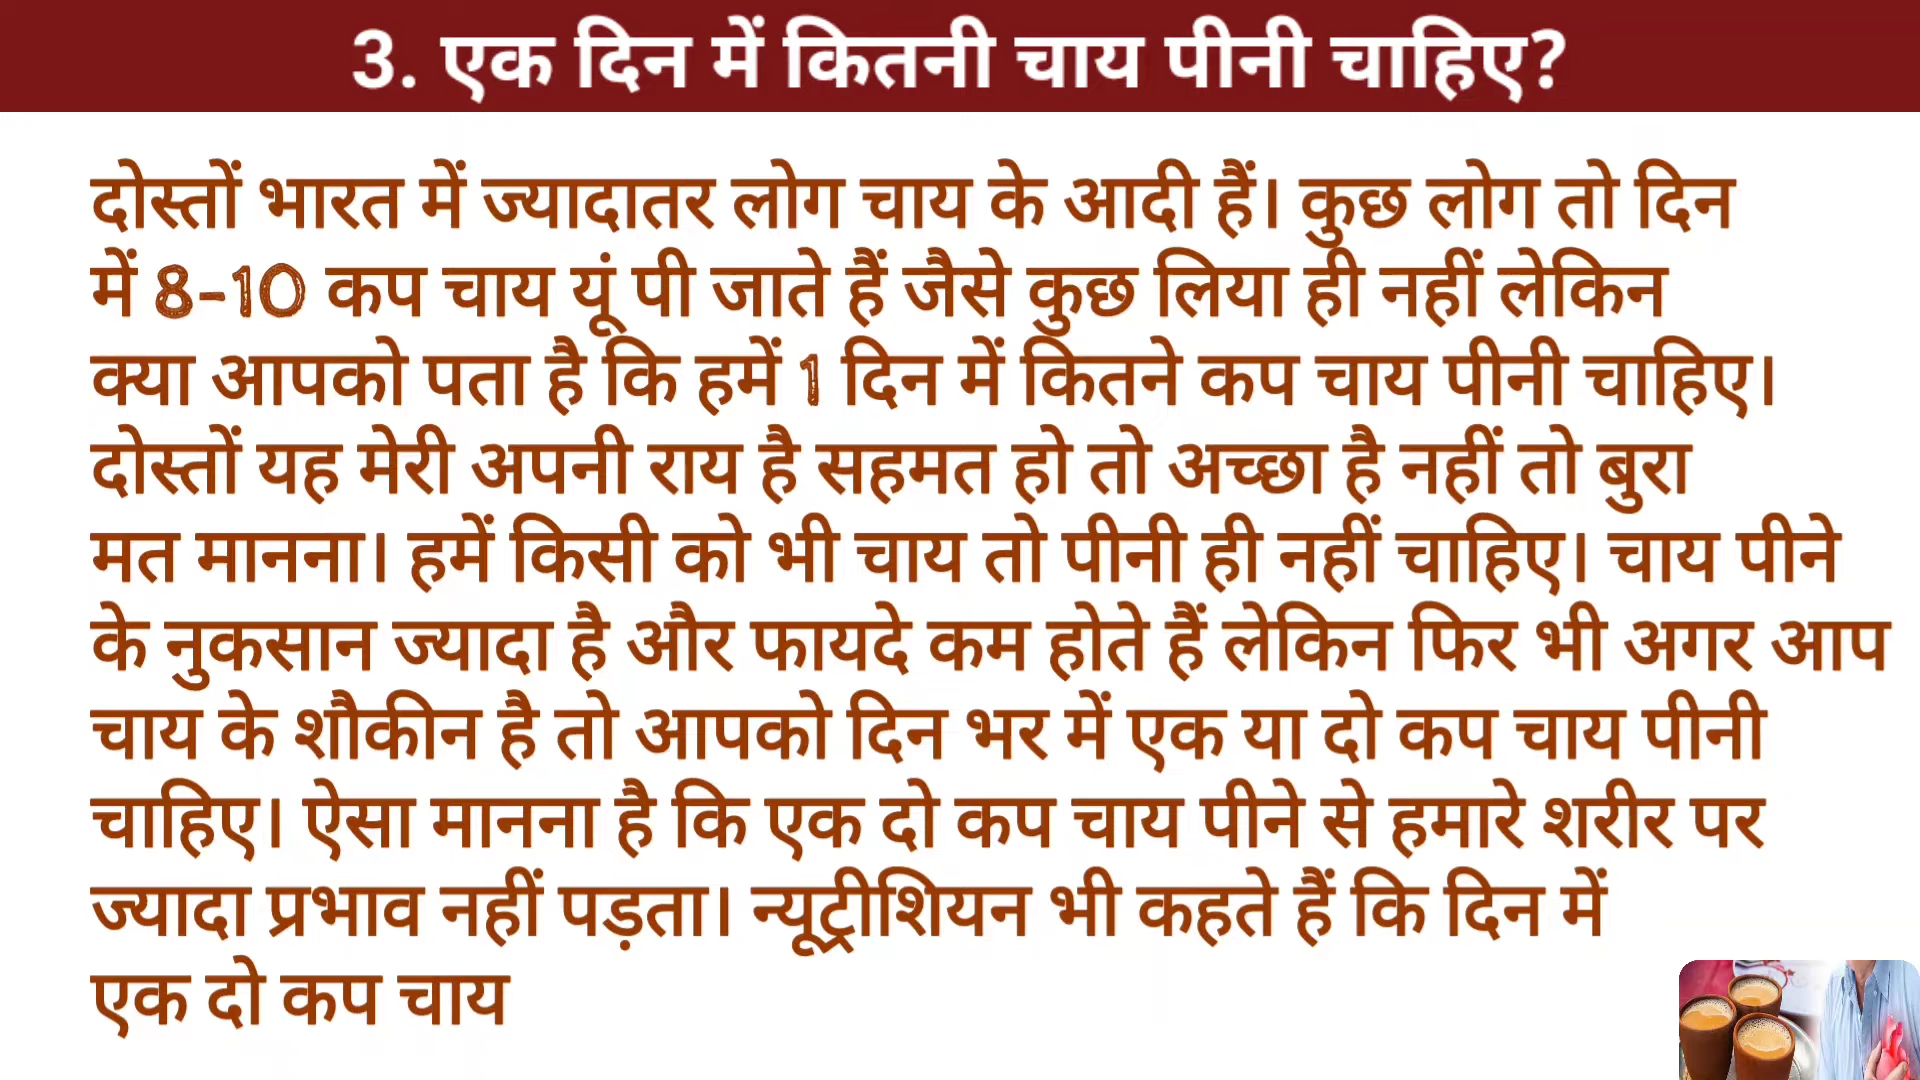 3. एक दिन में कितनी चाय पीनी चाहिए?
दोस्तों भारत में ज्यादातर लोग चाय के आदी हैं। कुछ लोग तो दिन
में 8-10 कप चाय यूं पी जाते हैं जैसे कुछ लिया ही नहीं लेकिन
क्या आपको पता है कि हमें 1 दिन में कितने कप चाय पीनी चाहिए।
दोस्तों यह मेरी अपनी राय है सहमत हो तो अच्छा है नहीं तो बुरा
मत मानना। हमें किसी को भी चाय तो पीनी ही नहीं चाहिए। चाय पीने
के नुकसान ज्यादा है और फायदे कम होते हैं लेकिन फिर भी अगर आप
चाय के शौकीन है तो आपको दिन भर में एक या दो कप चाय पीनी
चाहिए। ऐसा मानना है कि एक दो कप चाय पीने से हमारे शरीर पर
ज्यादा प्रभाव नहीं पड़ता। न्यूट्रीशियन भी कहते हैं कि दिन में
एक दो कप चाय